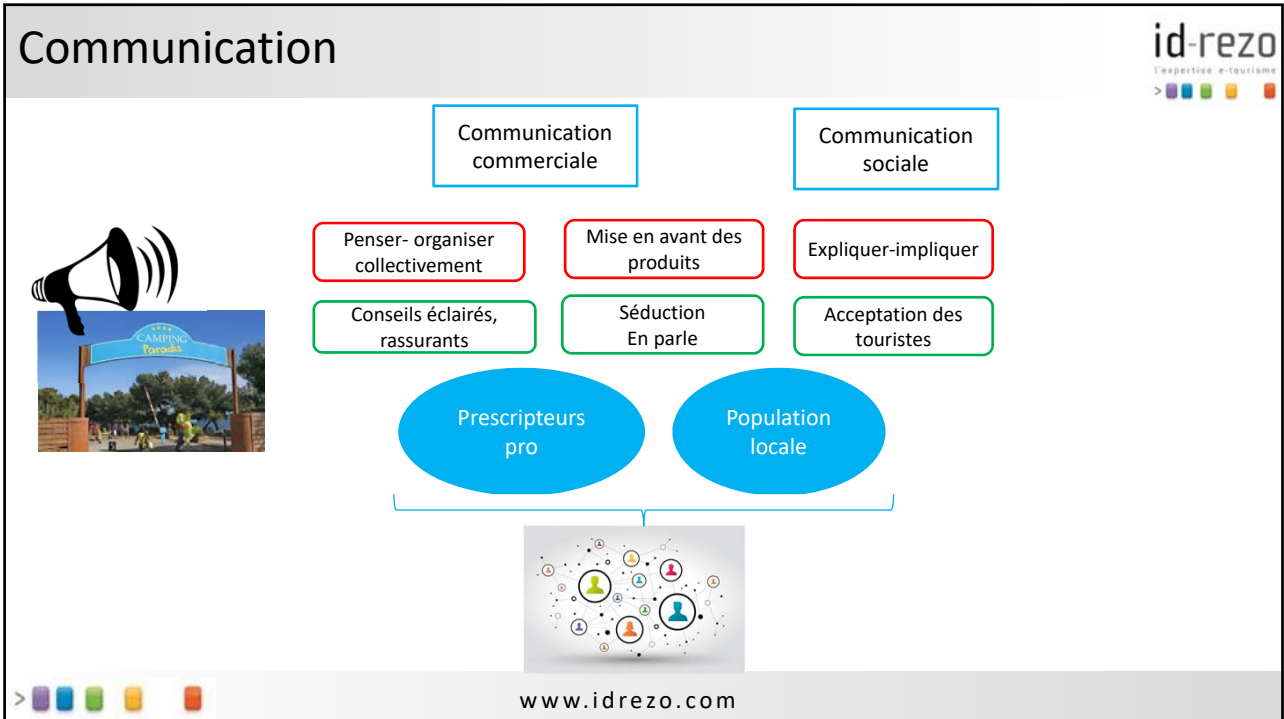 Communication
id-rezo
l'expertise e-tourisme
Communication
commerciale
Communication
sociale
Penser- organiser
collectivement
Mise en avant des
produits
Expliquer-impliquer
Conseils éclairés,
rassurants
Séduction
En parle
Acceptation des
touristes
CAMPING
Paradis
Prescripteurs
pro
Population
locale
www.idrezo.com